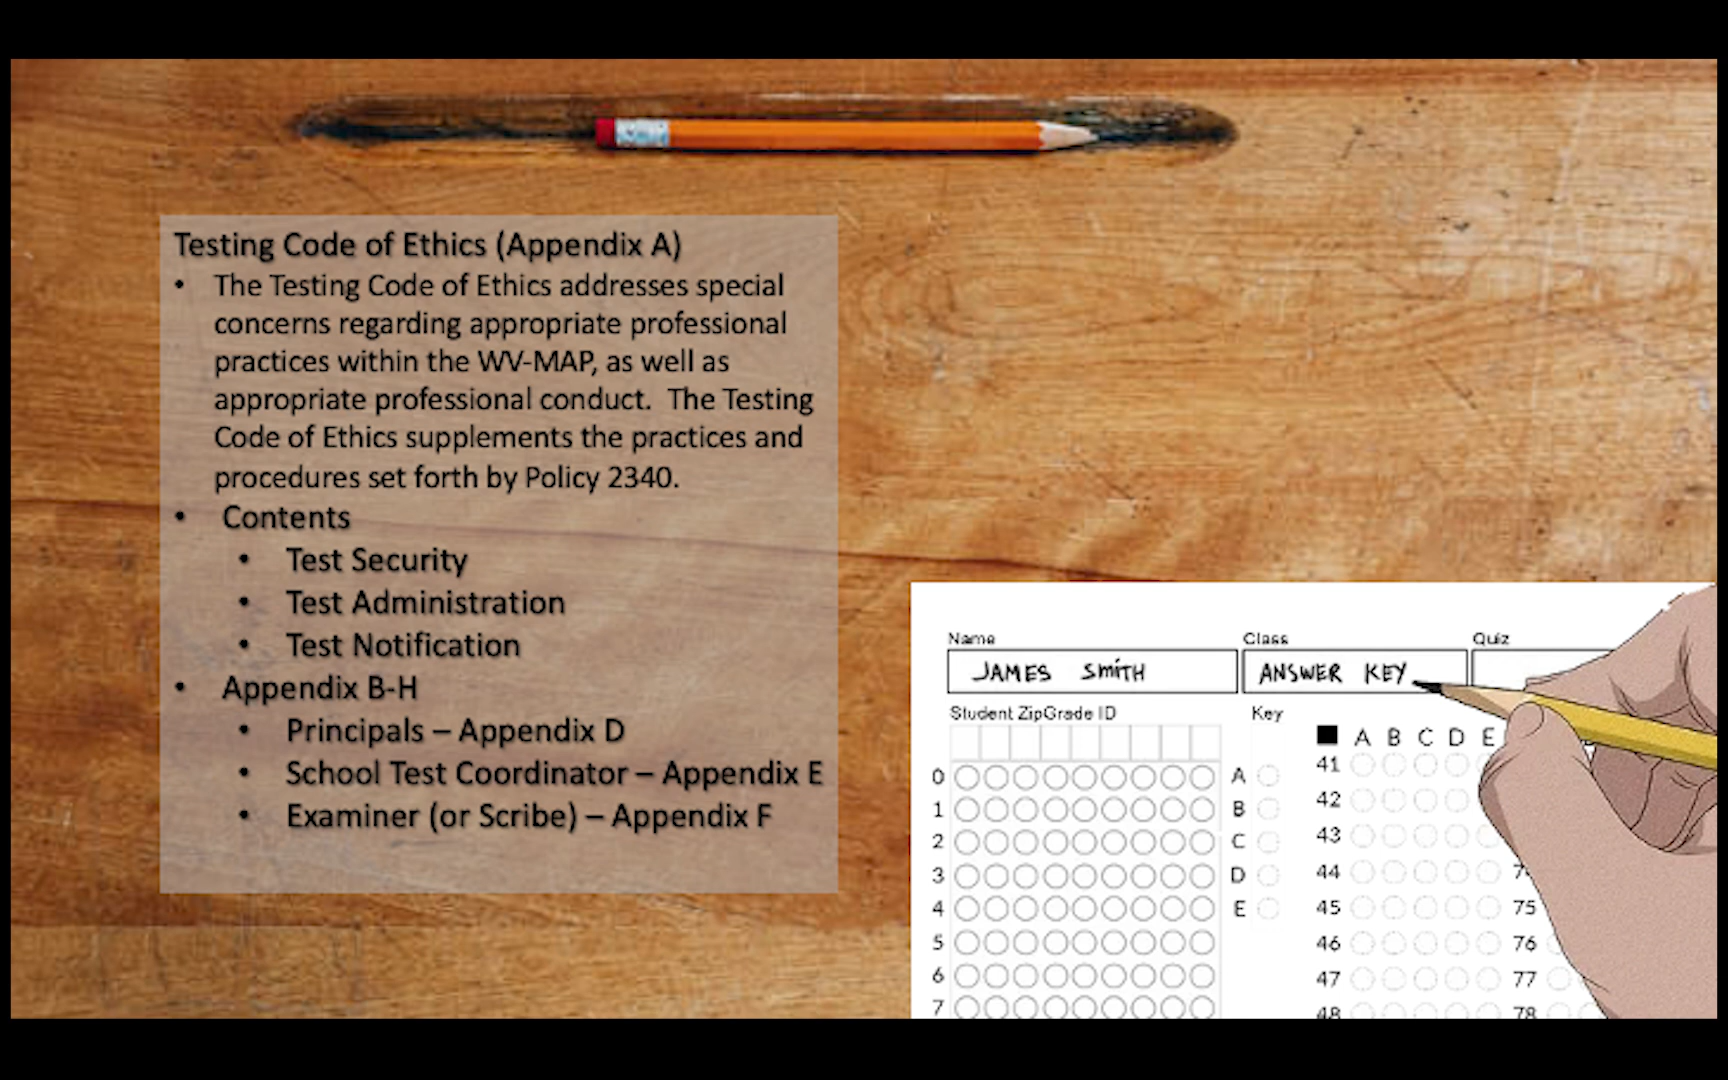 Testing Code of Ethics (Appendix A)
• The Testing Code of Ethics addresses special
concerns regarding appropriate professional
practices within the WV-MAP, as well as
appropriate professional conduct.  The Testing
Code of Ethics supplements the practices and
procedures set forth by Policy 2340.
• Contents
• Test Security
• Test Administration
• Test Notification
• Appendix B-H
• Principals – Appendix D
• School Test Coordinator – Appendix E
• Examiner (or Scribe) – Appendix F
Name Class Quiz
JAMES SMiTH ANSWER KEY
Student ZipGrade ID Key
A B C D E
0 A 41
1 B 42
2 C 43
3 D 44
4 E 45 75
5 46 76
6 47 77
7 48 78